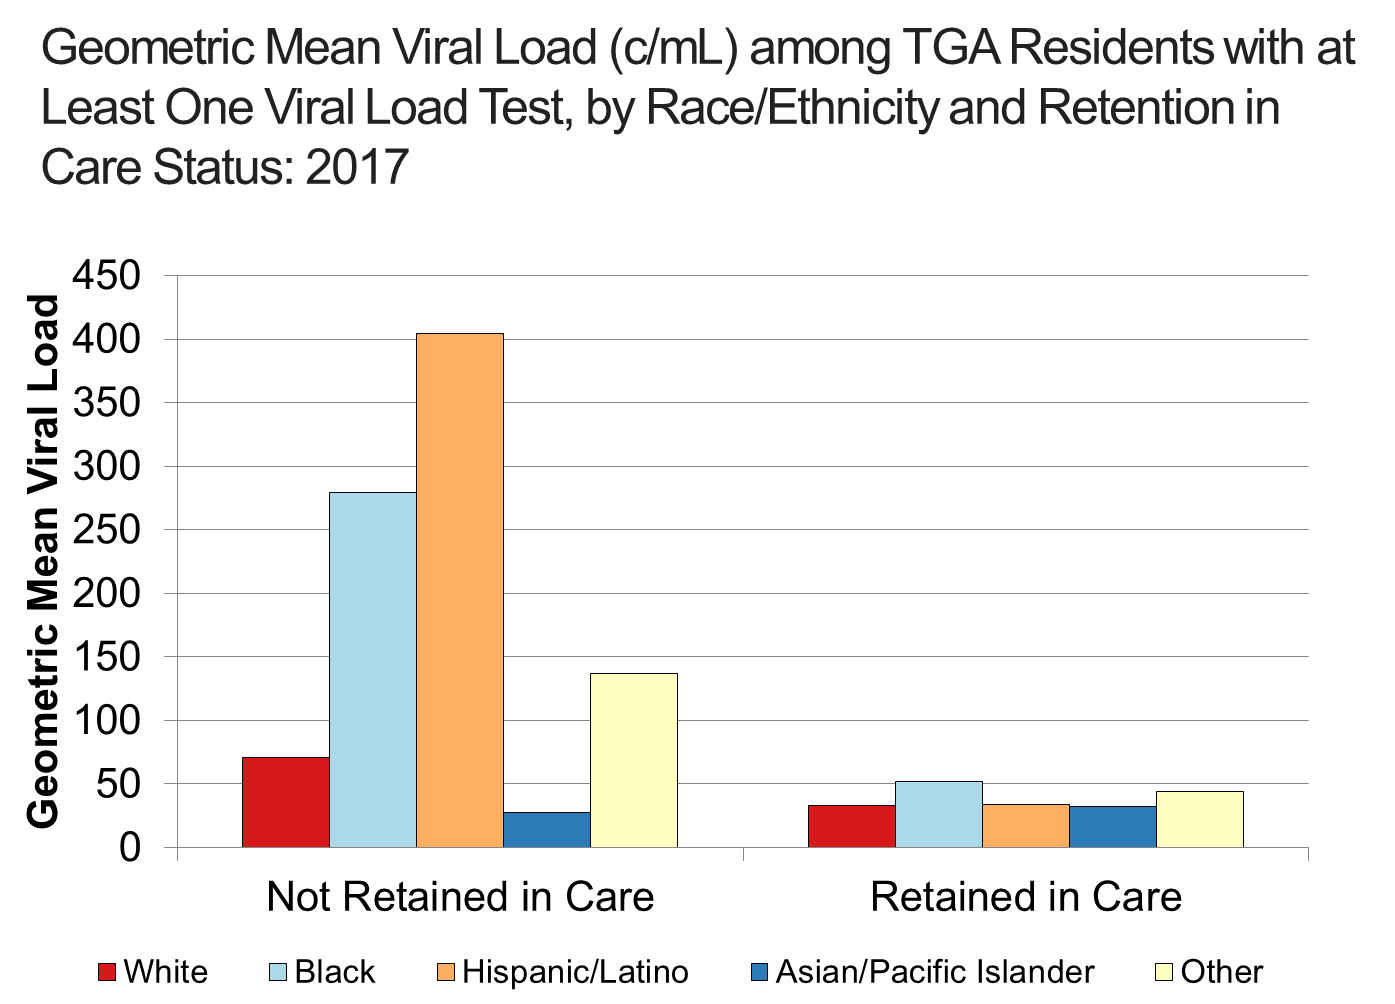 Geometric Mean Viral Load (c/mL) among TGA Residents with at
Least One Viral Load Test, by Race/Ethnicity and Retention in
Care Status: 2017
Geometric Mean Viral Load
450
400
350
300
250
200
150
100
50
0
Not Retained in Care
Retained in Care
White
Black
Hispanic/Latino
Asian/Pacific Islander
Other